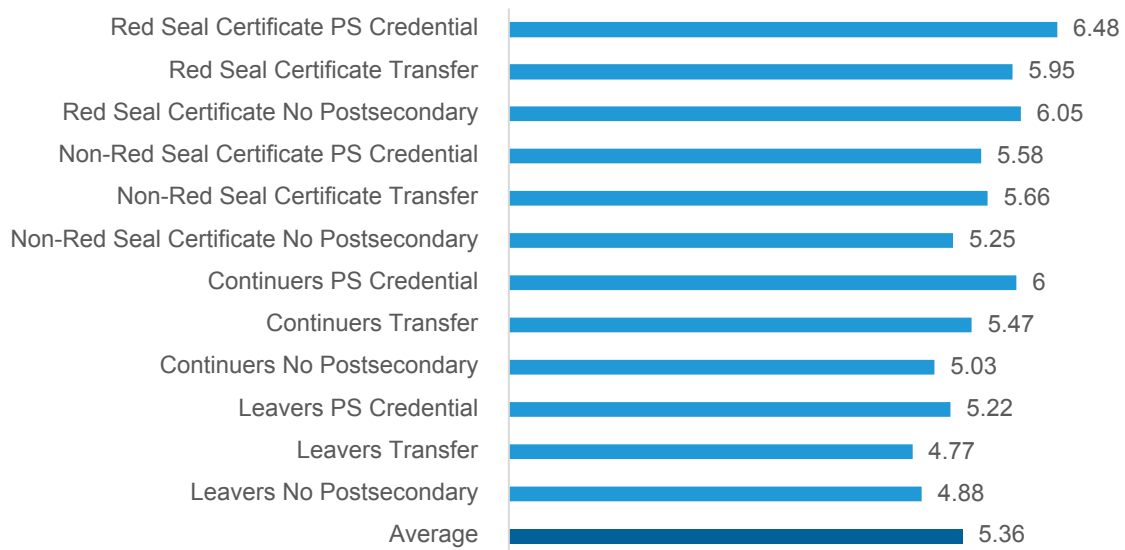 Red Seal Certificate PS Credential 6.48
Red Seal Certificate Transfer 5.95
Red Seal Certificate No Postsecondary 6.05
Non-Red Seal Certificate PS Credential 5.58
Non-Red Seal Certificate Transfer 5.66
Non-Red Seal Certificate No Postsecondary 5.25
Continuers PS Credential 6
Continuers Transfer 5.47
Continuers No Postsecondary 5.03
Leavers PS Credential 5.22
Leavers Transfer 4.77
Leavers No Postsecondary 4.88
Average 5.36